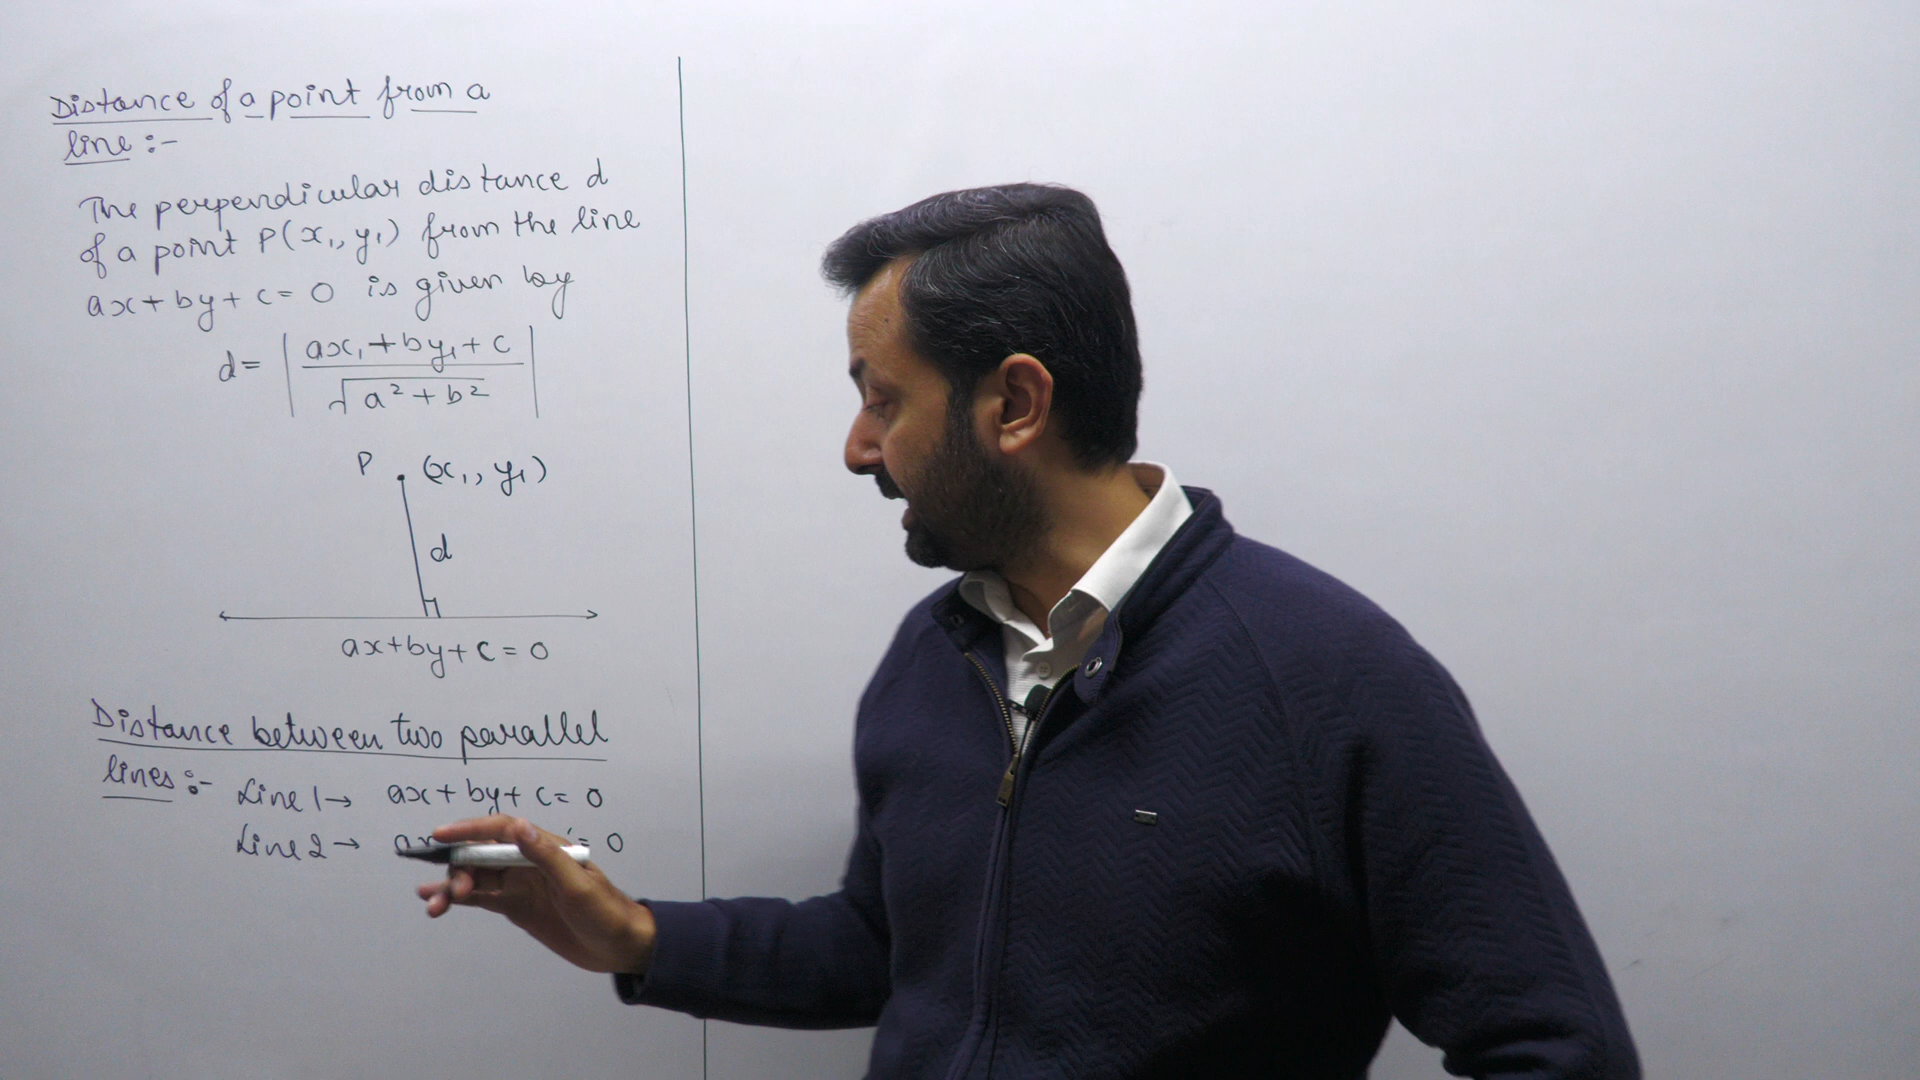 Distance of a point from a
line :-
The perpendicular distance d
of a point P(x₁, y₁) from the line
ax + by + c = 0 is given by
d = | ax₁ + by₁ + c / √a² + b² |
P (x₁, y₁)
d
ax + by + c = 0
Distance between two parallel
lines :- Line 1 → ax + by + c = 0
Line 2 → ax = 0